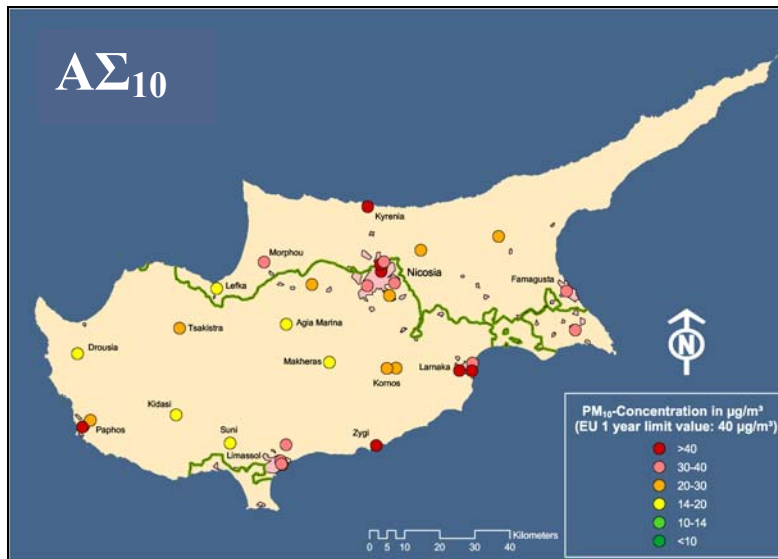 ΑΣ10
Kyrenia
Morphou
Nicosia
Lefka
Famagusta
Tsakistra
Agia Marina
Drousia
Makheras
Larnaka
Kornos
Kidasi
Paphos
Suni
Zygi
Limassol
N
PM10-Concentration in µg/m³
(EU 1 year limit value: 40 µg/m³)
>40
30-40
20-30
14-20
10-14
<10
Kilometers
0 5 10 20 30 40